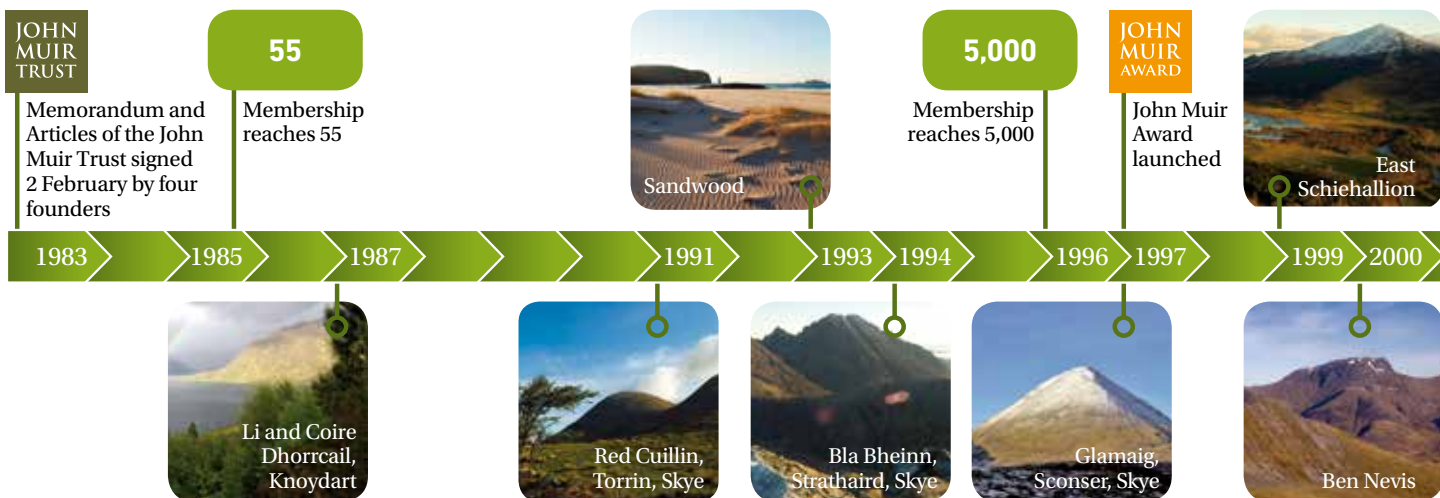 JOHN
MUIR
TRUST
Memorandum and
Articles of the John
Muir Trust signed
2 February by four
founders
55
Membership
reaches 55
Sandwood
5,000
Membership
reaches 5,000
JOHN
MUIR
AWARD
John Muir
Award
launched
East
Schiehallion
1983 1985 1987 1991 1993 1994 1996 1997 1999 2000
Li and Coire
Dhorrcail,
Knoydart
Red Cuillin,
Torrin, Skye
Bla Bheinn,
Strathaird, Skye
Glamaig,
Sconser, Skye
Ben Nevis